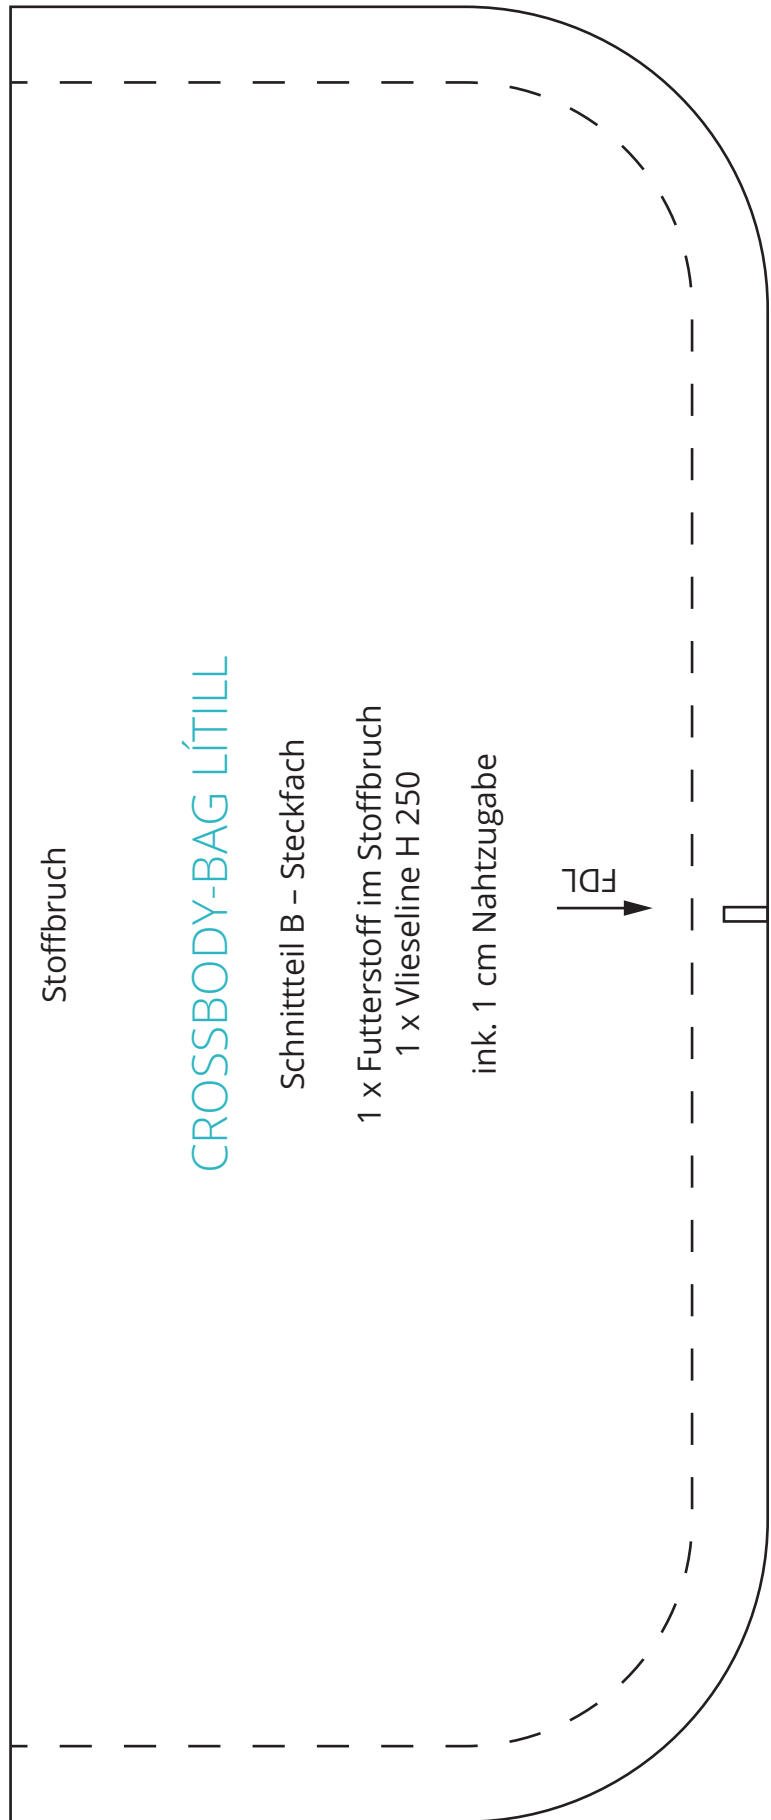 Stoffbruch
CROSSBODY-BAG LÍTILL
Schnittteil B – Steckfach
1 x Futterstoff im Stoffbruch
1 x Vlieseline H 250
ink. 1 cm Nahtzugabe
FDL